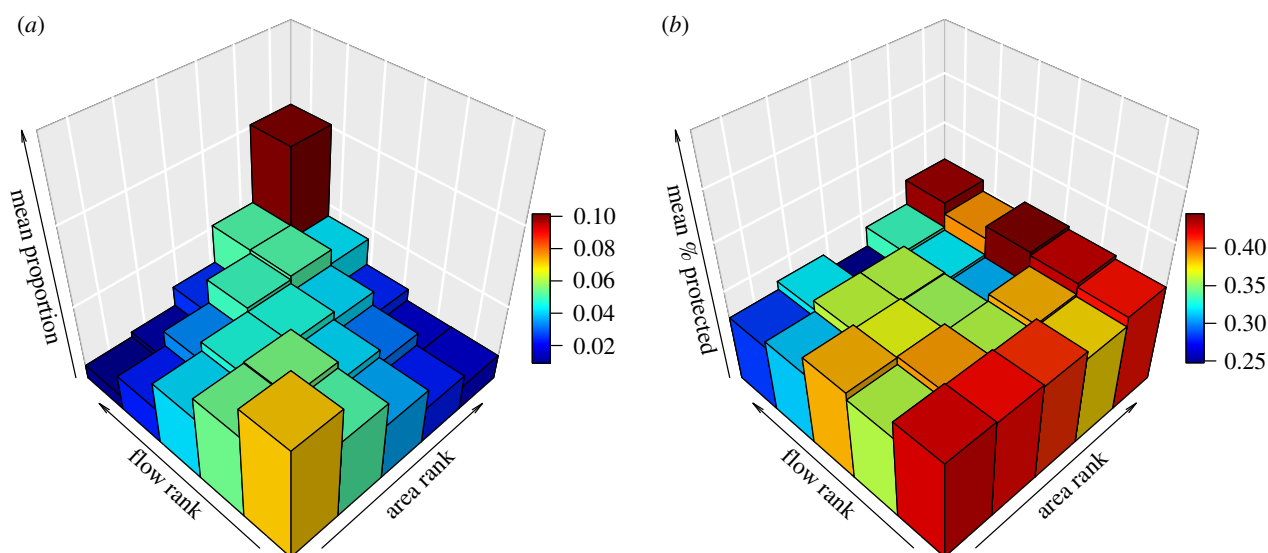 (a)
mean proportion
flow rank
area rank
0.10
0.08
0.06
0.04
0.02
(b)
mean % protected
flow rank
area rank
0.40
0.35
0.30
0.25